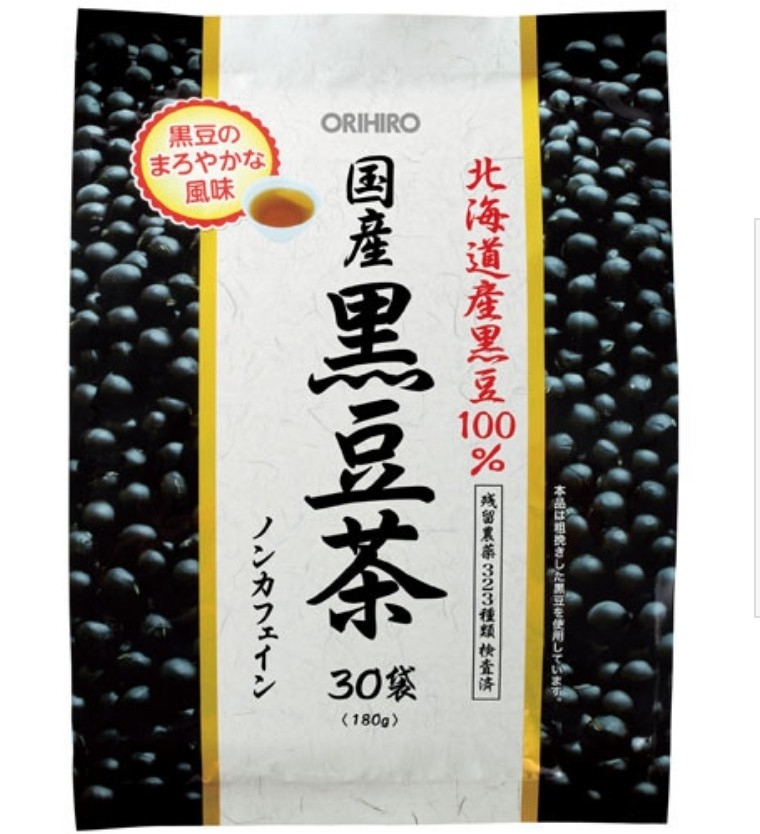 ORIHIRO
黒豆の
まろやかな
風味
北海道産黒豆100%
国産
黒豆茶
30袋
(180g)
ノンカフェイン
残留農薬323種類 検査済
本品は粗挽きした黒豆を使用しています。